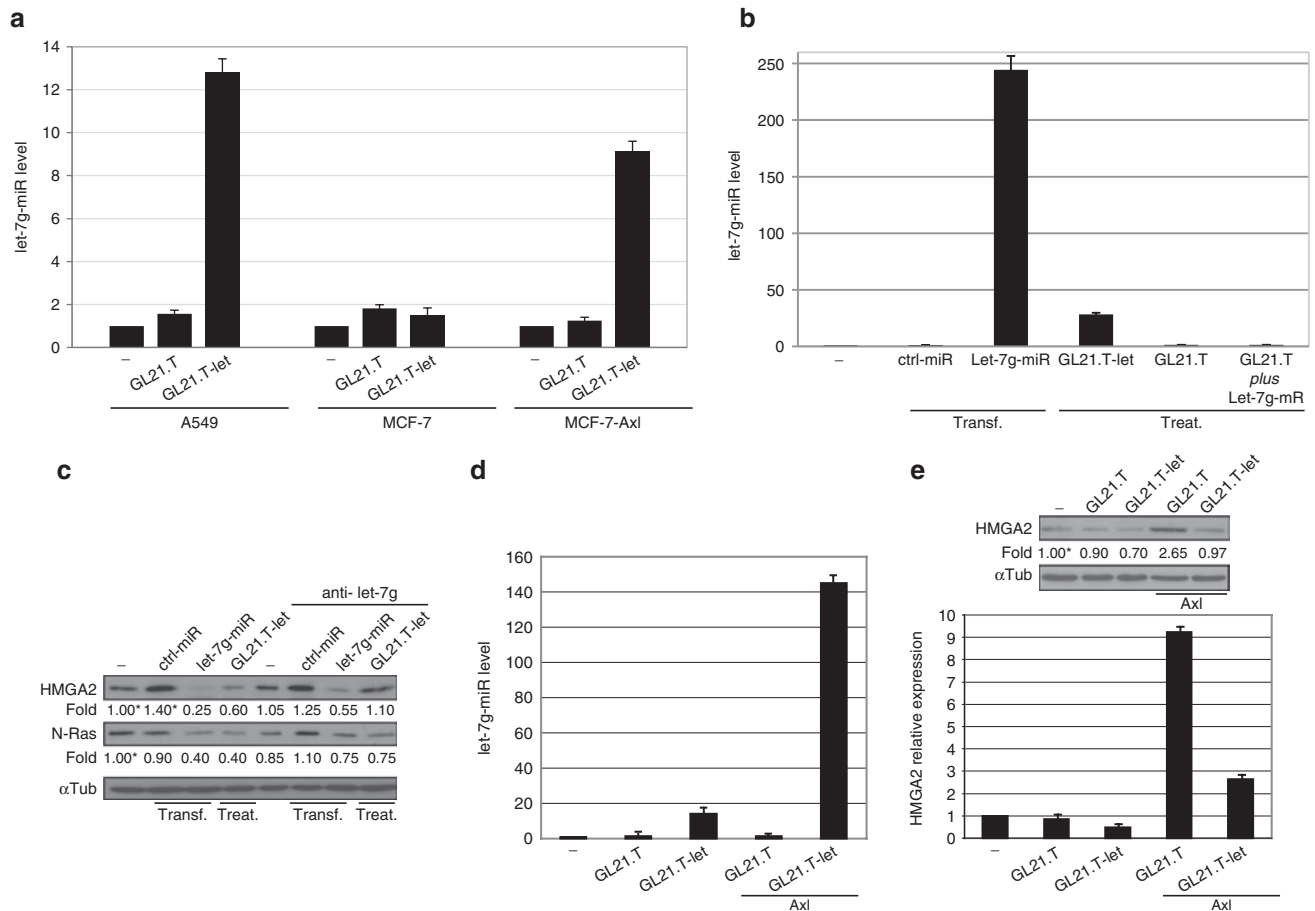 a
let-7g-miR level
14
12
10
8
6
4
2
0
– GL21.T GL21.T-let – GL21.T GL21.T-let – GL21.T GL21.T-let
A549 MCF-7 MCF-7-Axl
b
let-7g-miR level
250
200
150
100
50
0
– ctrl-miR Let-7g-miR GL21.T-let GL21.T GL21.T
plus
Let-7g-mR
Transf. Treat.
c
anti- let-7g
– ctrl-miR let-7g-miR GL21.T-let – ctrl-miR let-7g-miR GL21.T-let
HMGA2
Fold 1.00* 1.40* 0.25 0.60 1.05 1.25 0.55 1.10
N-Ras
Fold 1.00* 0.90 0.40 0.40 0.85 1.10 0.75 0.75
αTub
Transf. Treat. Transf. Treat.
d
let-7g-miR level
160
140
120
100
80
60
40
20
0
– GL21.T GL21.T-let GL21.T GL21.T-let
Axl
e
– GL21.T GL21.T-let GL21.T GL21.T-let
HMGA2
Fold 1.00* 0.90 0.70 2.65 0.97
αTub
Axl
HMGA2 relative expression
10
9
8
7
6
5
4
3
2
1
0
– GL21.T GL21.T-let GL21.T GL21.T-let
Axl